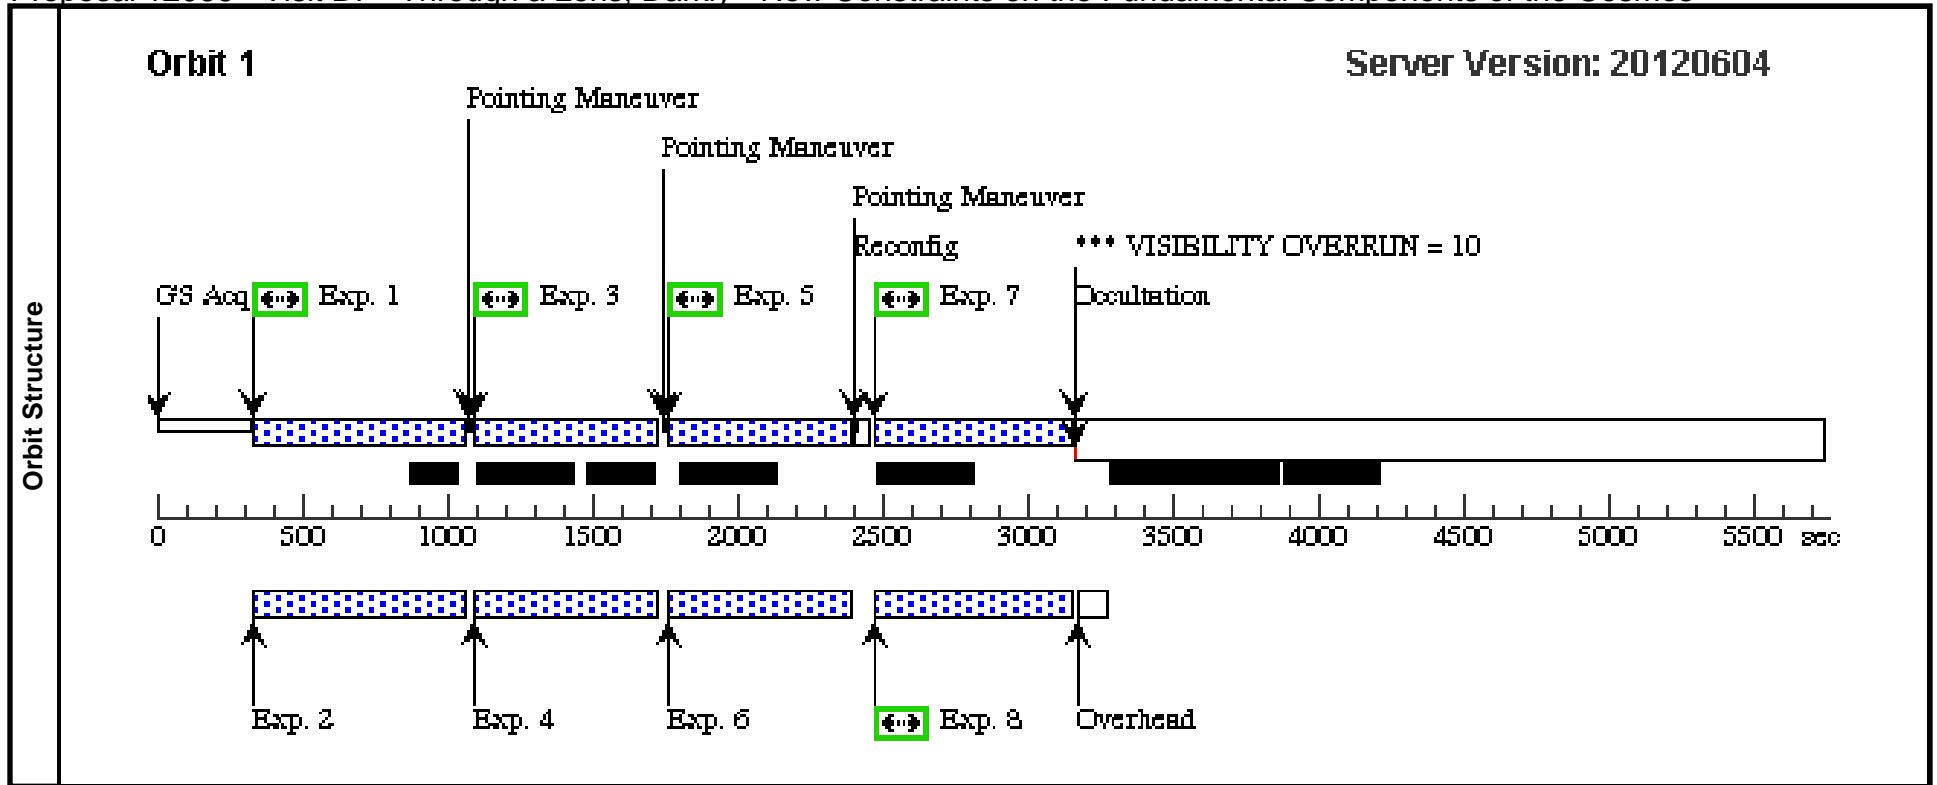 Orbit 1
Server Version: 20120604
Pointing Maneuver
Pointing Maneuver
Pointing Maneuver
Reconfig
*** VISIBILITY OVERRUN = 10
GS Acq
Exp. 1
Exp. 3
Exp. 5
Exp. 7
Occultation
Orbit Structure
0 500 1000 1500 2000 2500 3000 3500 4000 4500 5000 5500 sec
Exp. 2
Exp. 4
Exp. 6
Exp. 8
Overhead